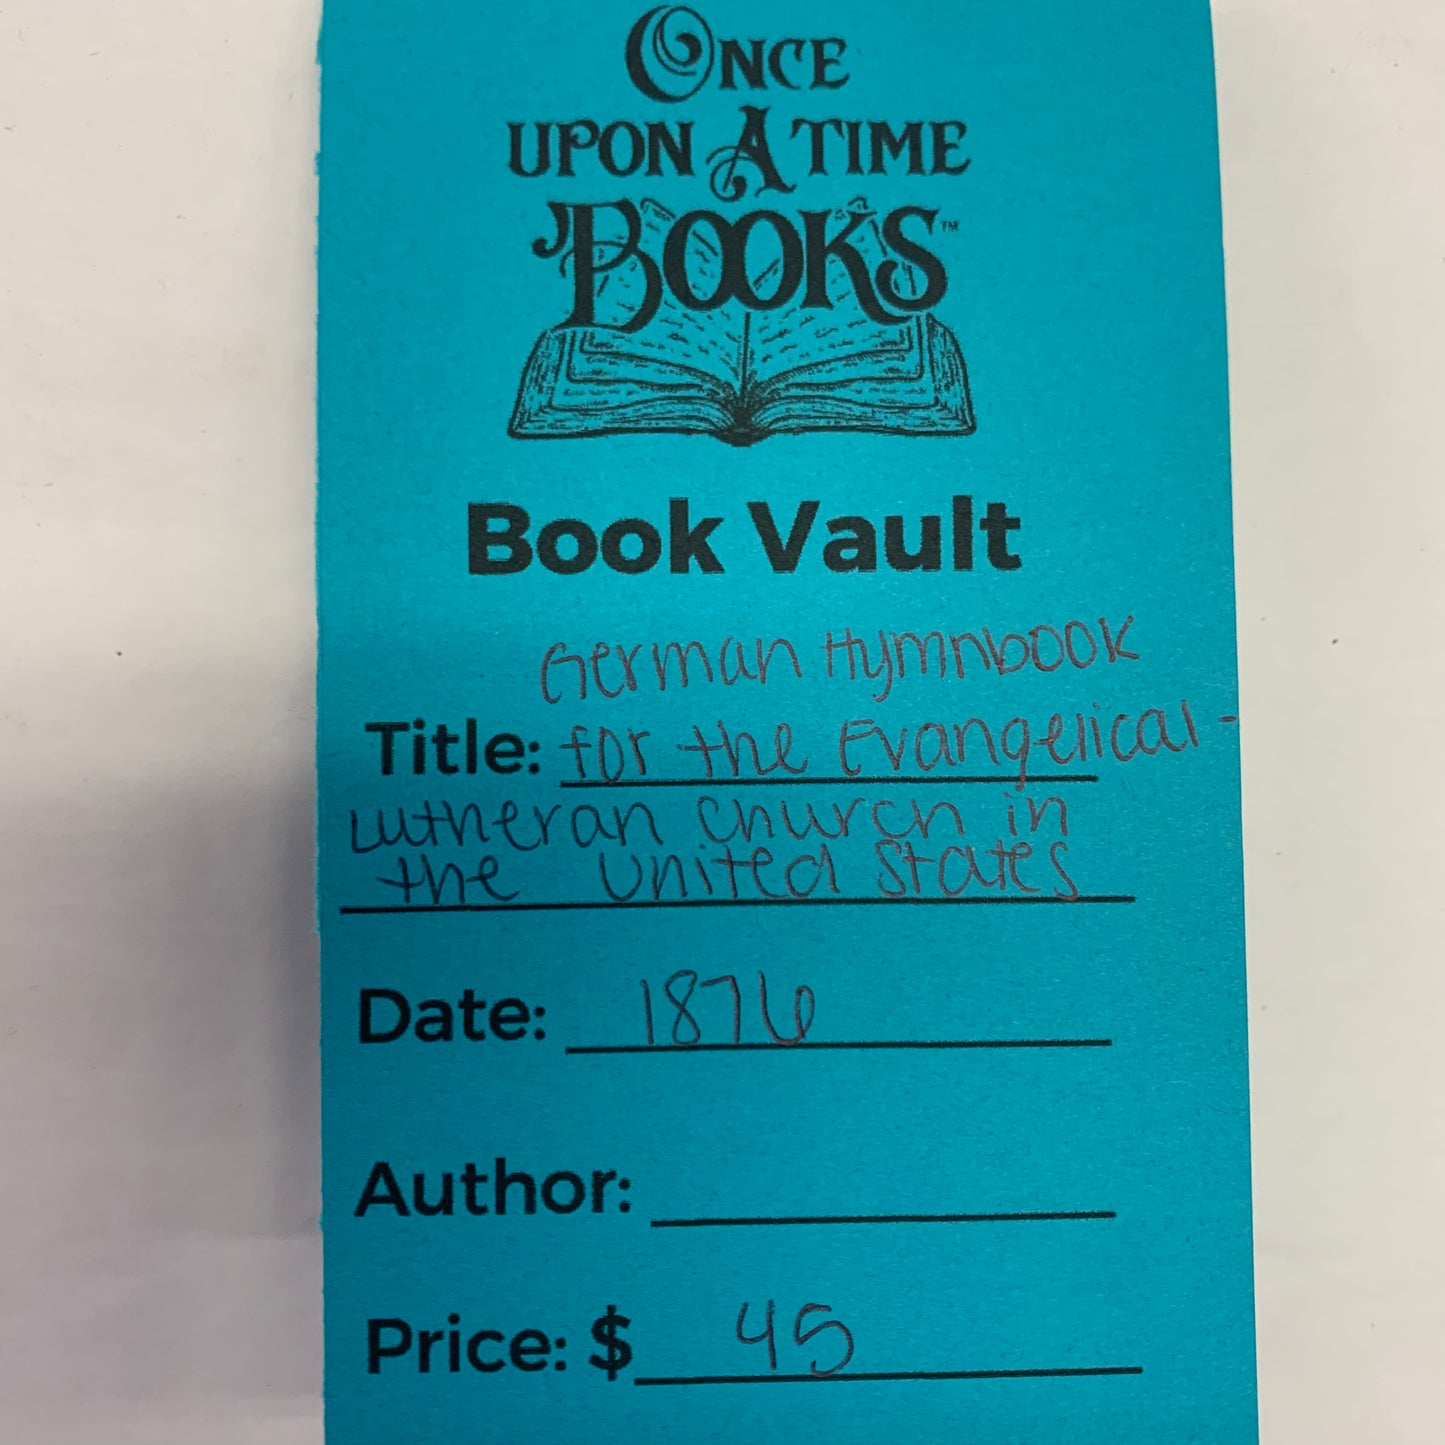 ONCE
UPON A TIME
BOOKS™
Book Vault
German Hymnbook
Title: for the Evangelical-
Lutheran Church in
the United States
Date: 1876
Author:
Price: $ 45